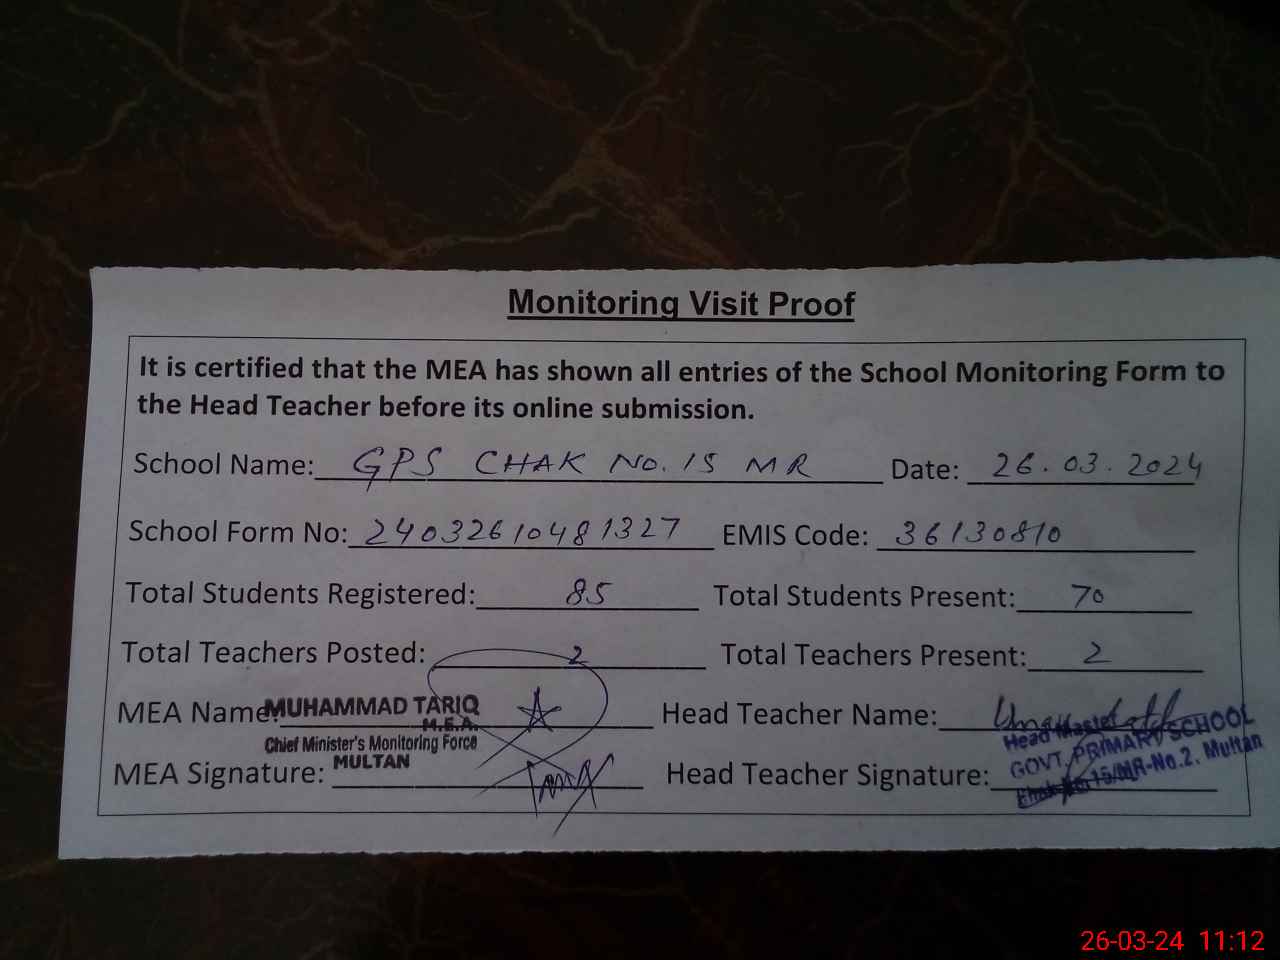 Monitoring Visit Proof
It is certified that the MEA has shown all entries of the School Monitoring Form to
the Head Teacher before its online submission.
School Name: GPS CHAK No. 15 MR Date: 26.03.2024
School Form No: 24032610481327 EMIS Code: 36130810
Total Students Registered: 85 Total Students Present: 70
Total Teachers Posted: 2 Total Teachers Present: 2
MEA Name: MUHAMMAD TARIQ Head Teacher Name:
M.E.A.
Chief Minister's Monitoring Force
MULTAN
MEA Signature: Head Teacher Signature:
Head Master
GOVT. PRIMARY SCHOOL
15/MR-No.2, Multan
26-03-24 11:12